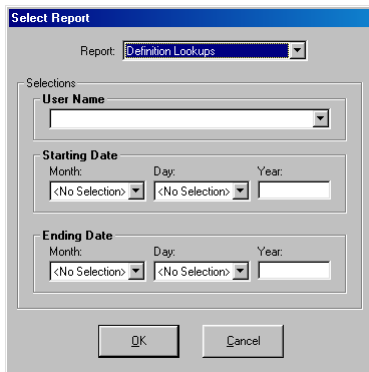 Select Report
Report: Definition Lookups
Selections
User Name
Starting Date
Month: Day: Year:
<No Selection> <No Selection>
Ending Date
Month: Day: Year:
<No Selection> <No Selection>
OK Cancel